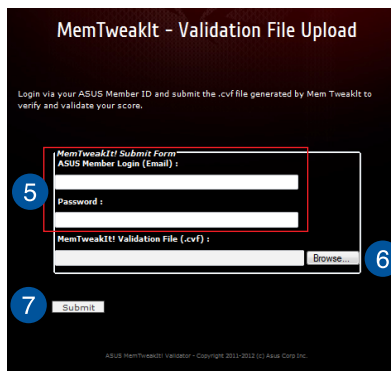 MemTweakIt - Validation File Upload
Login via your ASUS Member ID and submit the .cvf file generated by Mem TweakIt to
verify and validate your score.
MemTweakIt! Submit Form
ASUS Member Login (Email) :
5
Password :
MemTweakIt! Validation File (.cvf) :
Browse...
6
7
Submit
ASUS MemTweakIt! Validator - Copyright 2011-2012 (c) Asus Corp Inc.